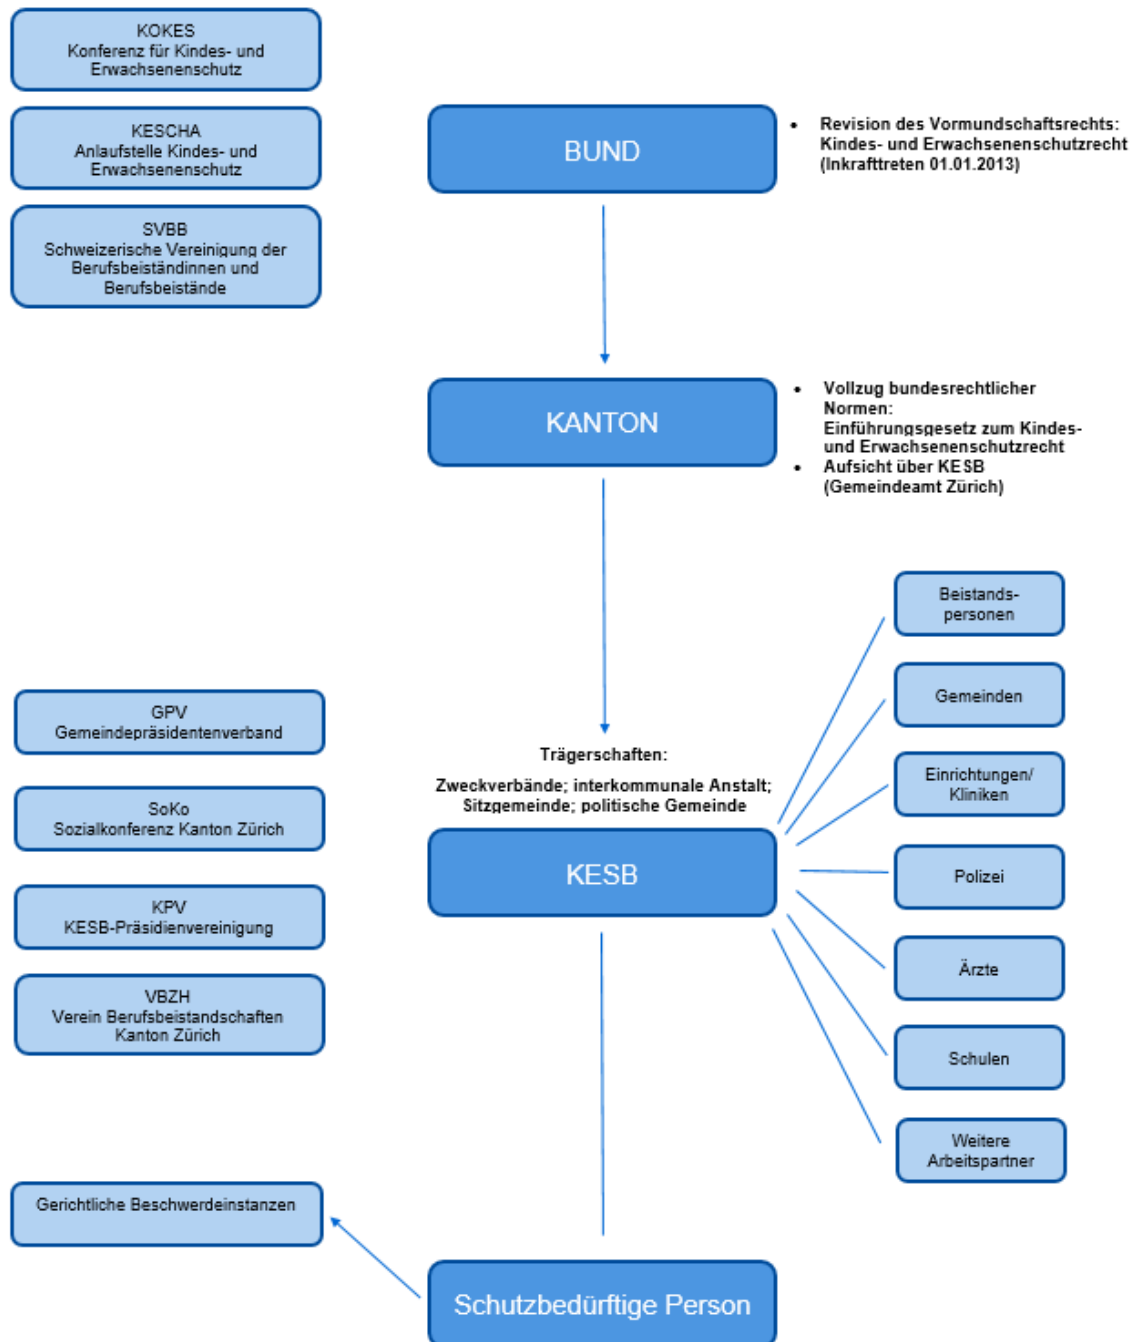 KOKES
Konferenz für Kindes- und
Erwachsenenschutz
KESCHA
Anlaufstelle Kindes- und
Erwachsenenschutz
SVBB
Schweizerische Vereinigung der
Berufsbeiständinnen und
Berufsbeistände
BUND
• Revision des Vormundschaftsrechts:
Kindes- und Erwachsenenschutzrecht
(Inkrafttreten 01.01.2013)
KANTON
• Vollzug bundesrechtlicher
Normen:
Einführungsgesetz zum Kindes-
und Erwachsenenschutzrecht
• Aufsicht über KESB
(Gemeindeamt Zürich)
GPV
Gemeindepräsidentenverband
SoKo
Sozialkonferenz Kanton Zürich
KPV
KESB-Präsidienvereinigung
VBZH
Verein Berufsbeistandschaften
Kanton Zürich
Trägerschaften:
Zweckverbände; interkommunale Anstalt;
Sitzgemeinde; politische Gemeinde
KESB
Beistands-
personen
Gemeinden
Einrichtungen/
Kliniken
Polizei
Ärzte
Schulen
Weitere
Arbeitspartner
Gerichtliche Beschwerdeinstanzen
Schutzbedürftige Person